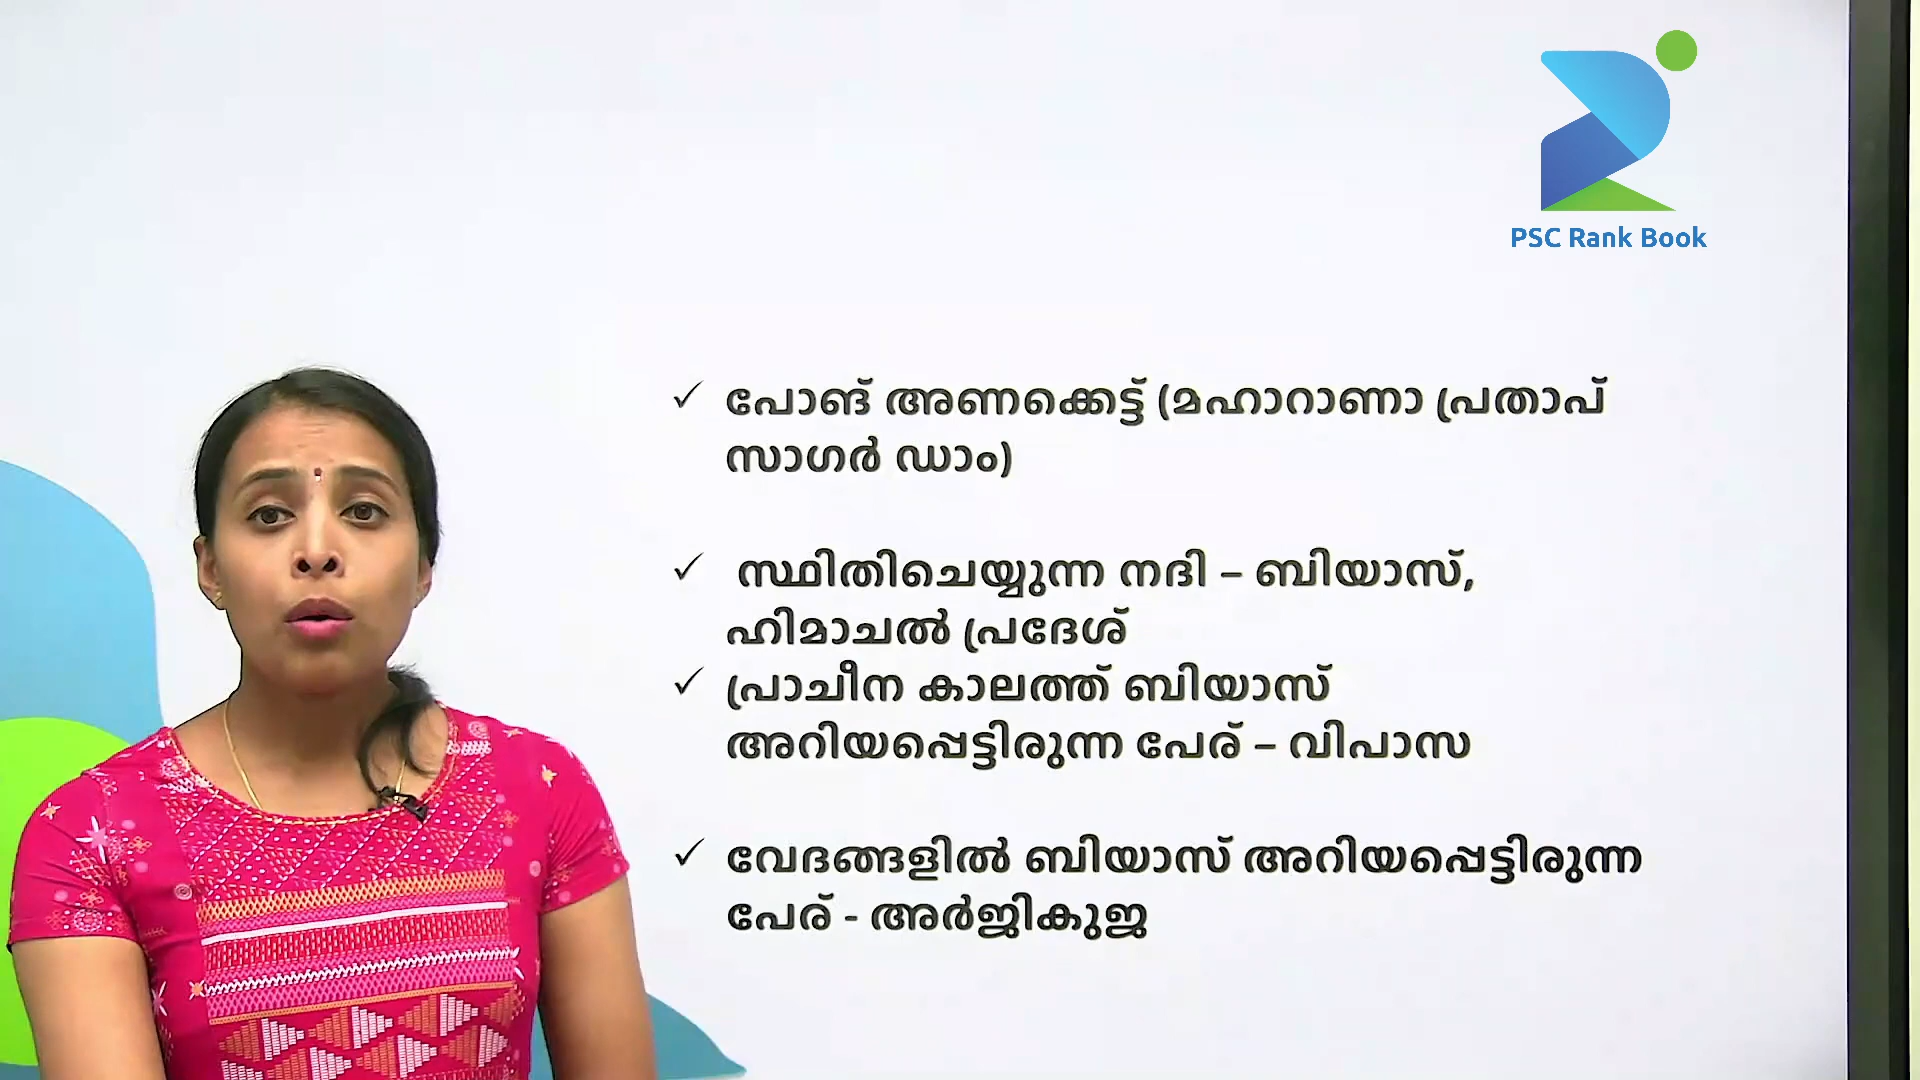 PSC Rank Book
✓ പോങ് അണക്കെട്ട് (മഹാറാണാ പ്രതാപ്
സാഗർ ഡാം)
✓ സ്ഥിതിചെയ്യുന്ന നദി – ബിയാസ്,
ഹിമാചൽ പ്രദേശ്
✓ പ്രാചീന കാലത്ത് ബിയാസ്
അറിയപ്പെട്ടിരുന്ന പേര് – വിപാസ
✓ വേദങ്ങളിൽ ബിയാസ് അറിയപ്പെട്ടിരുന്ന
പേര് - അർജികുജ